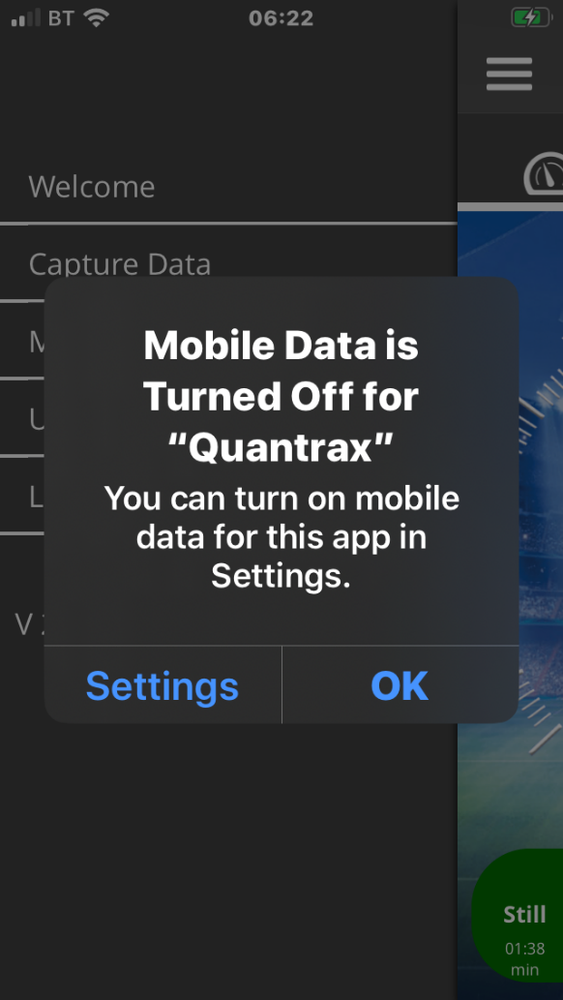 BT 06:22
Welcome
Capture Data
Mobile Data is
Turned Off for
“Quantrax”
You can turn on mobile
data for this app in
Settings.
Settings OK
Still
01:38
min